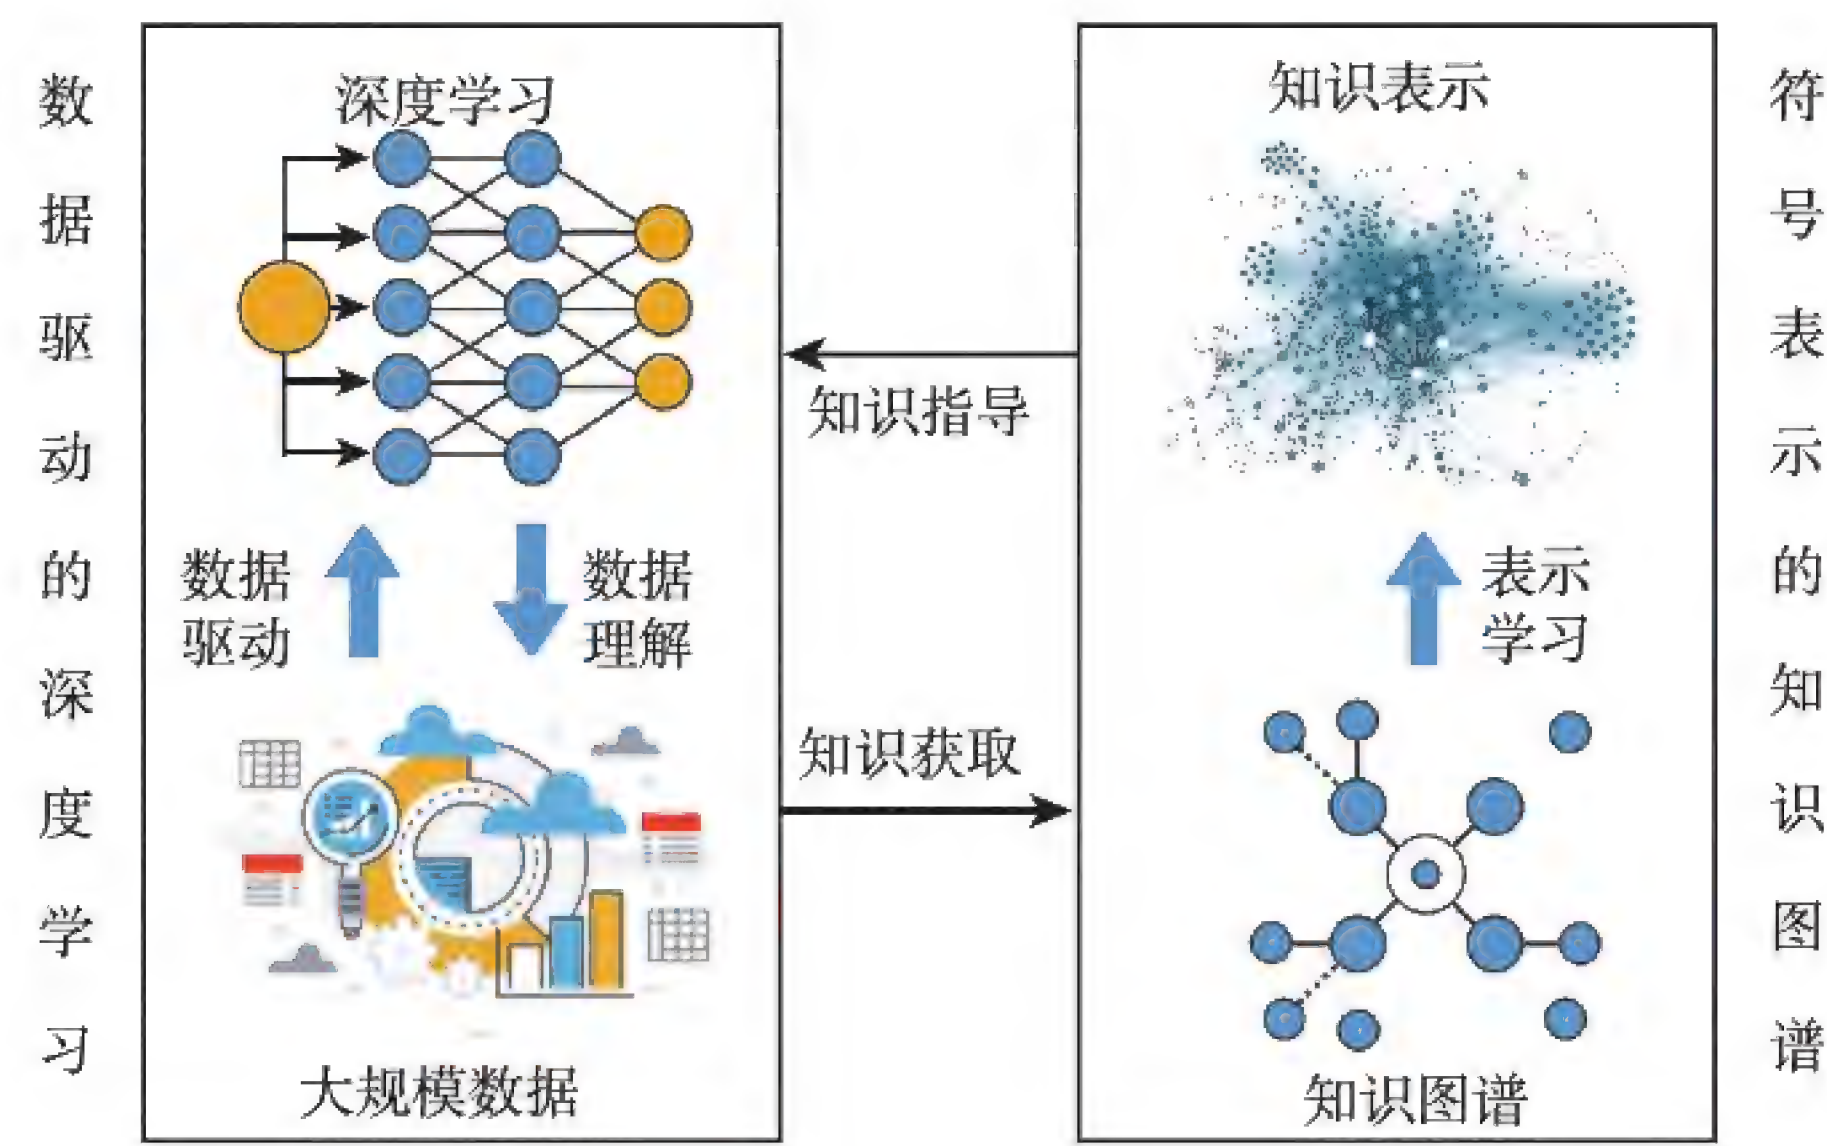 数据驱动的深度学习
深度学习
数据
驱动
数据
理解
大规模数据
知识指导
知识获取
知识表示
表示
学习
知识图谱
符号表示的知识图谱